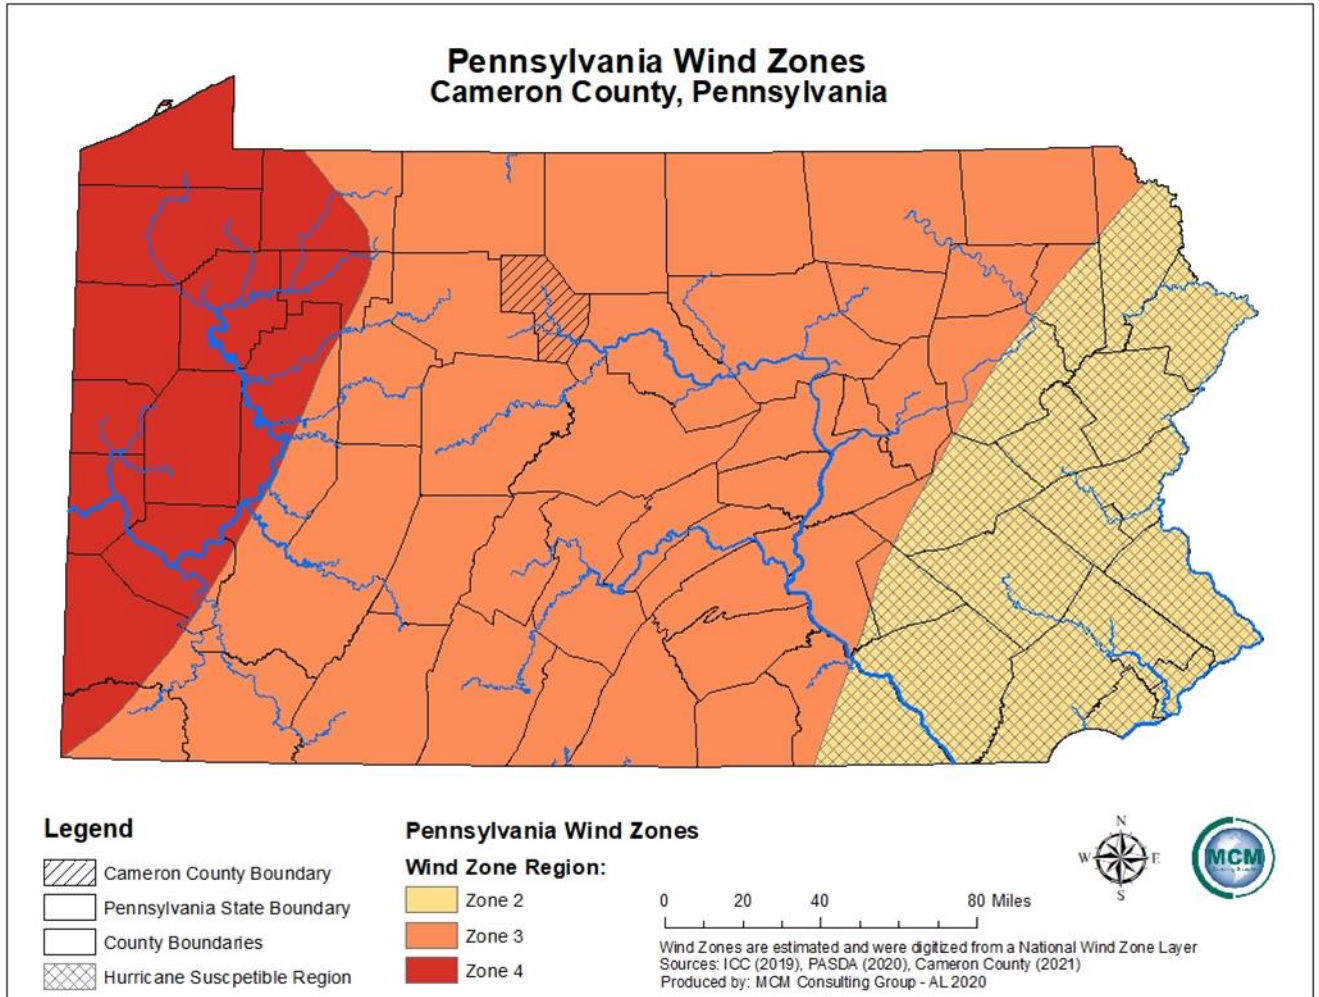 Pennsylvania Wind Zones
Cameron County, Pennsylvania
Legend
Cameron County Boundary
Pennsylvania State Boundary
County Boundaries
Hurricane Suscpetible Region
Pennsylvania Wind Zones
Wind Zone Region:
Zone 2
Zone 3
Zone 4
0 20 40 80 Miles
Wind Zones are estimated and were digitized from a National Wind Zone Layer
Sources: ICC (2019), PASDA (2020), Cameron County (2021)
Produced by: MCM Consulting Group - AL 2020
N
W E
S
MCM